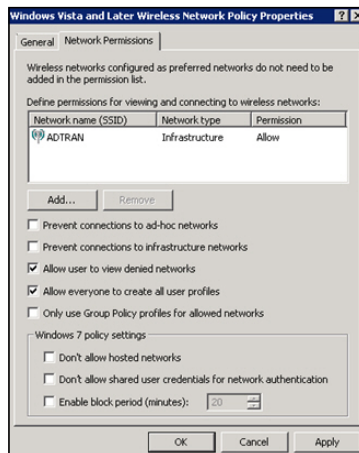 Windows Vista and Later Wireless Network Policy Properties
General
Network Permissions
Wireless networks configured as preferred networks do not need to be
added in the permission list.
Define permissions for viewing and connecting to wireless networks:
Network name (SSID) Network type Permission
ADTRAN Infrastructure Allow
Add... Remove
Prevent connections to ad-hoc networks
Prevent connections to infrastructure networks
Allow user to view denied networks
Allow everyone to create all user profiles
Only use Group Policy profiles for allowed networks
Windows 7 policy settings
Don't allow hosted networks
Don't allow shared user credentials for network authentication
Enable block period (minutes): 20
OK Cancel Apply